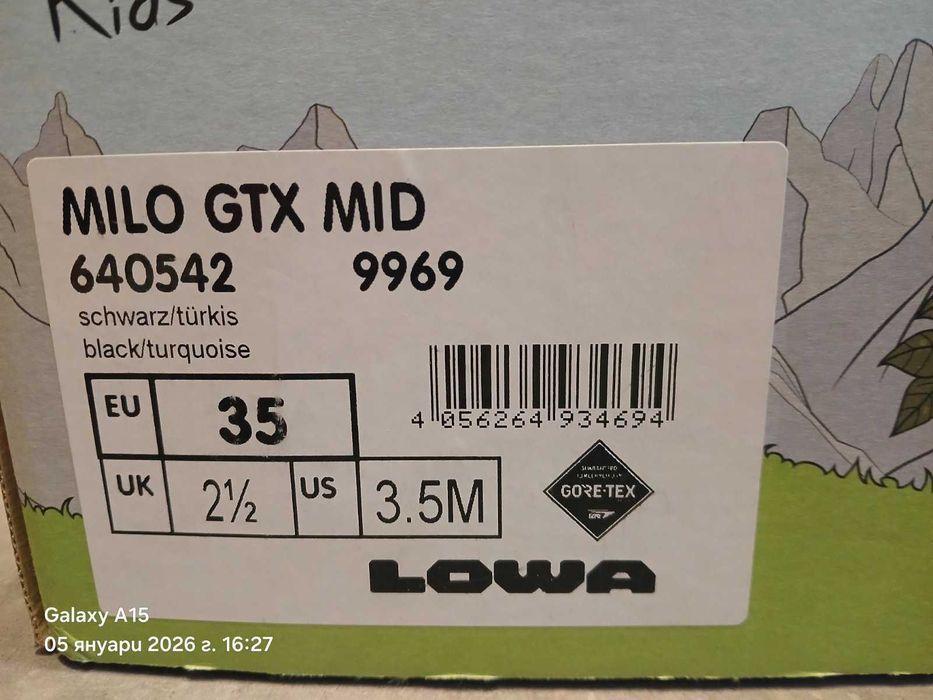 Kids
MILO GTX MID
640542 9969
schwarz/türkis
black/turquoise
4 056264 934694
EU 35
UK 2½ US 3.5M
GORE-TEX
LOWA
Galaxy A15
05 януари 2026 г. 16:27